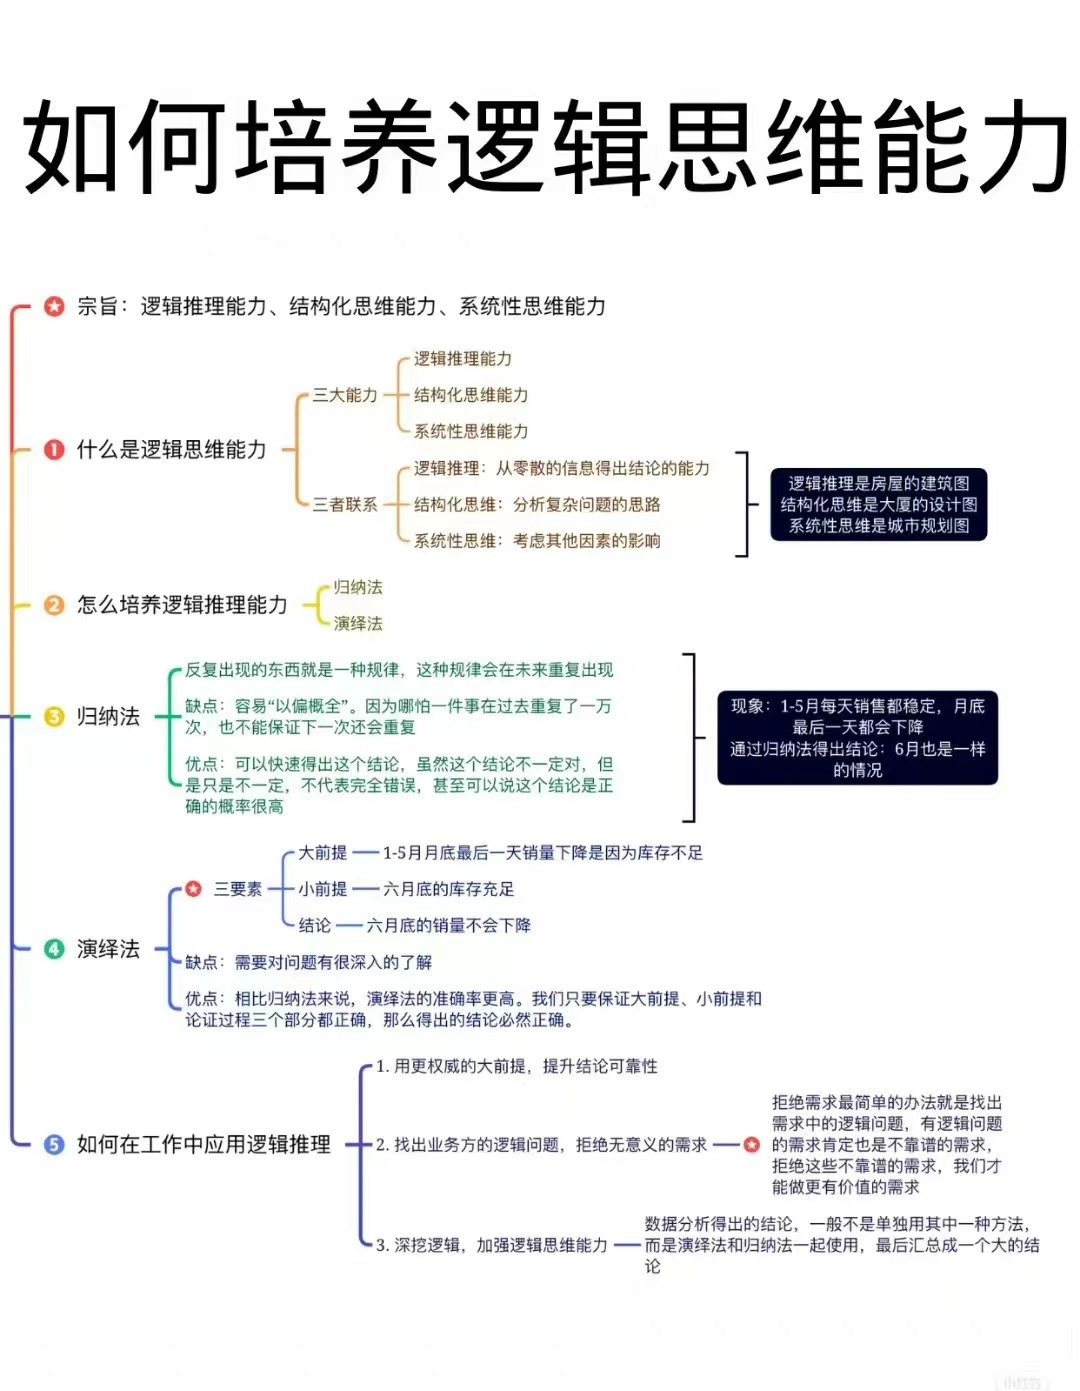 如何培养逻辑思维能力
宗旨：逻辑推理能力、结构化思维能力、系统性思维能力
1 什么是逻辑思维能力
三大能力
逻辑推理能力
结构化思维能力
系统性思维能力
三者联系
逻辑推理：从零散的信息得出结论的能力
结构化思维：分析复杂问题的思路
系统性思维：考虑其他因素的影响
逻辑推理是房屋的建筑图
结构化思维是大厦的设计图
系统性思维是城市规划图
2 怎么培养逻辑推理能力
归纳法
演绎法
3 归纳法
反复出现的东西就是一种规律，这种规律会在未来重复出现
缺点：容易“以偏概全”。因为哪怕一件事在过去重复了一万
次，也不能保证下一次还会重复
优点：可以快速得出这个结论，虽然这个结论不一定对，但
是只是不一定，不代表完全错误，甚至可以说这个结论是正
确的概率很高
现象：1-5月每天销售都稳定，月底
最后一天都会下降
通过归纳法得出结论：6月也是一样
的情况
4 演绎法
三要素
大前提
1-5月月底最后一天销量下降是因为库存不足
小前提
六月底的库存充足
结论
六月底的销量不会下降
缺点：需要对问题有很深入的了解
优点：相比归纳法来说，演绎法的准确率更高。我们只要保证大前提、小前提和
论证过程三个部分都正确，那么得出的结论必然正确。
5 如何在工作中应用逻辑推理
1. 用更权威的大前提，提升结论可靠性
2. 找出业务方的逻辑问题，拒绝无意义的需求
拒绝需求最简单的办法就是找出
需求中的逻辑问题，有逻辑问题
的需求肯定也是不靠谱的需求，
拒绝这些不靠谱的需求，我们才
能做更有价值的需求
3. 深挖逻辑，加强逻辑思维能力
数据分析得出的结论，一般不是单独用其中一种方法，
而是演绎法和归纳法一起使用，最后汇总成一个大的结
论